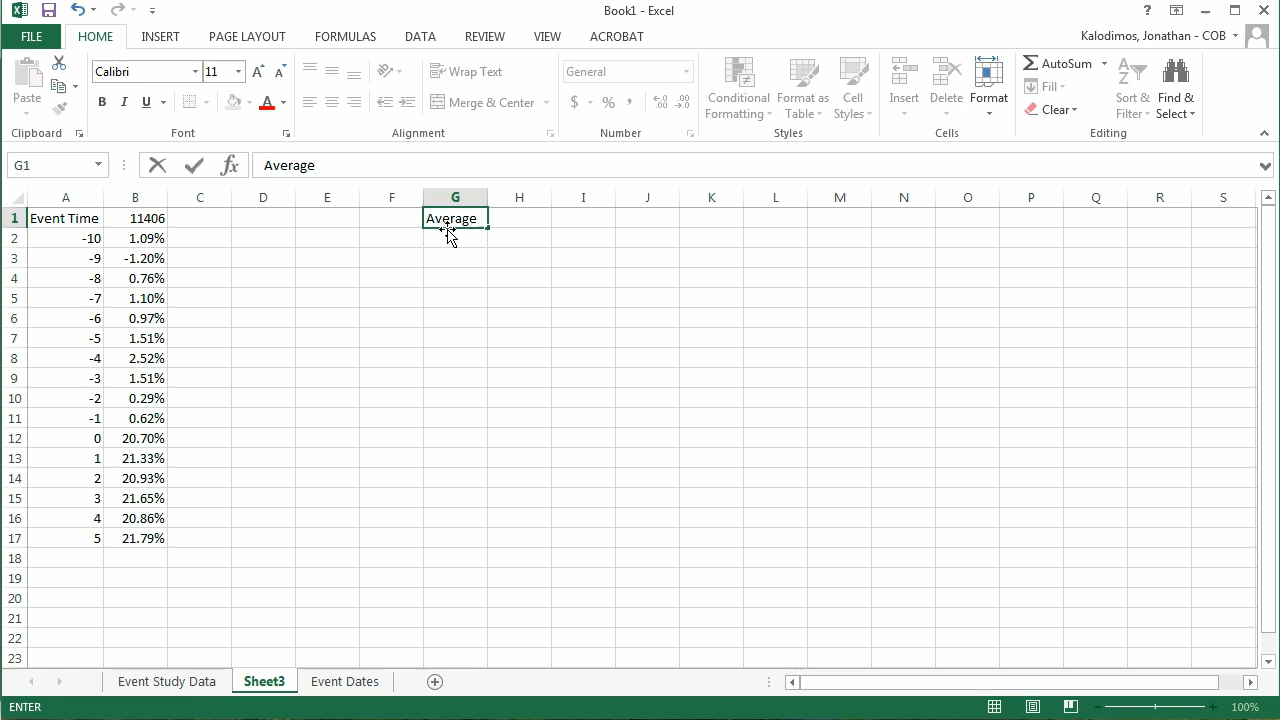 Book1 - Excel
FILE HOME INSERT PAGE LAYOUT FORMULAS DATA REVIEW VIEW ACROBAT Kalodimos, Jonathan - COB
Paste
Calibri 11
B I U
Wrap Text
Merge & Center
General
$ % ,
Conditional Formatting
Format as Table
Cell Styles
Insert Delete Format
AutoSum
Fill
Clear
Sort & Filter
Find & Select
Clipboard Font Alignment Number Styles Cells Editing
G1 fx Average
A B C D E F G H I J K L M N O P Q R S
1 Event Time 11406 Average
2 -10 1.09%
3 -9 -1.20%
4 -8 0.76%
5 -7 1.10%
6 -6 0.97%
7 -5 1.51%
8 -4 2.52%
9 -3 1.51%
10 -2 0.29%
11 -1 0.62%
12 0 20.70%
13 1 21.33%
14 2 20.93%
15 3 21.65%
16 4 20.86%
17 5 21.79%
18
19
20
21
22
23
Event Study Data Sheet3 Event Dates
ENTER 100%